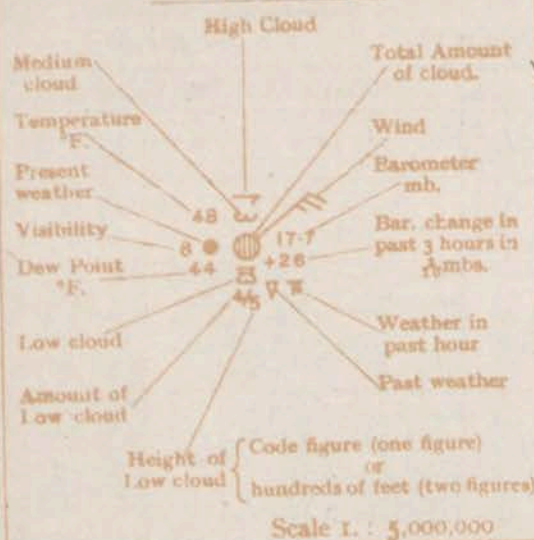 High Cloud
Medium
cloud
Total Amount
of cloud.
Temperature
°F.
Wind
Present
weather
Barometer
mb.
48
Visibility
8
17·7
Bar. change in
past 3 hours in
mbs.
+26
Dew Point
°F.
44
Low cloud
Weather in
past hour
Amount of
Low cloud
Past weather
Height of
Low cloud
Code figure (one figure)
or
hundreds of feet (two figures)
Scale 1. : 5,000,000